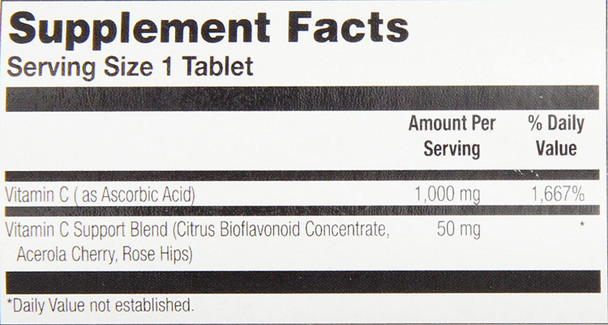 Supplement Facts
Serving Size 1 Tablet
Amount Per Serving % Daily Value
Vitamin C ( as Ascorbic Acid) 1,000 mg 1,667%
Vitamin C Support Blend (Citrus Bioflavonoid Concentrate, 50 mg *
Acerola Cherry, Rose Hips)
*Daily Value not established.